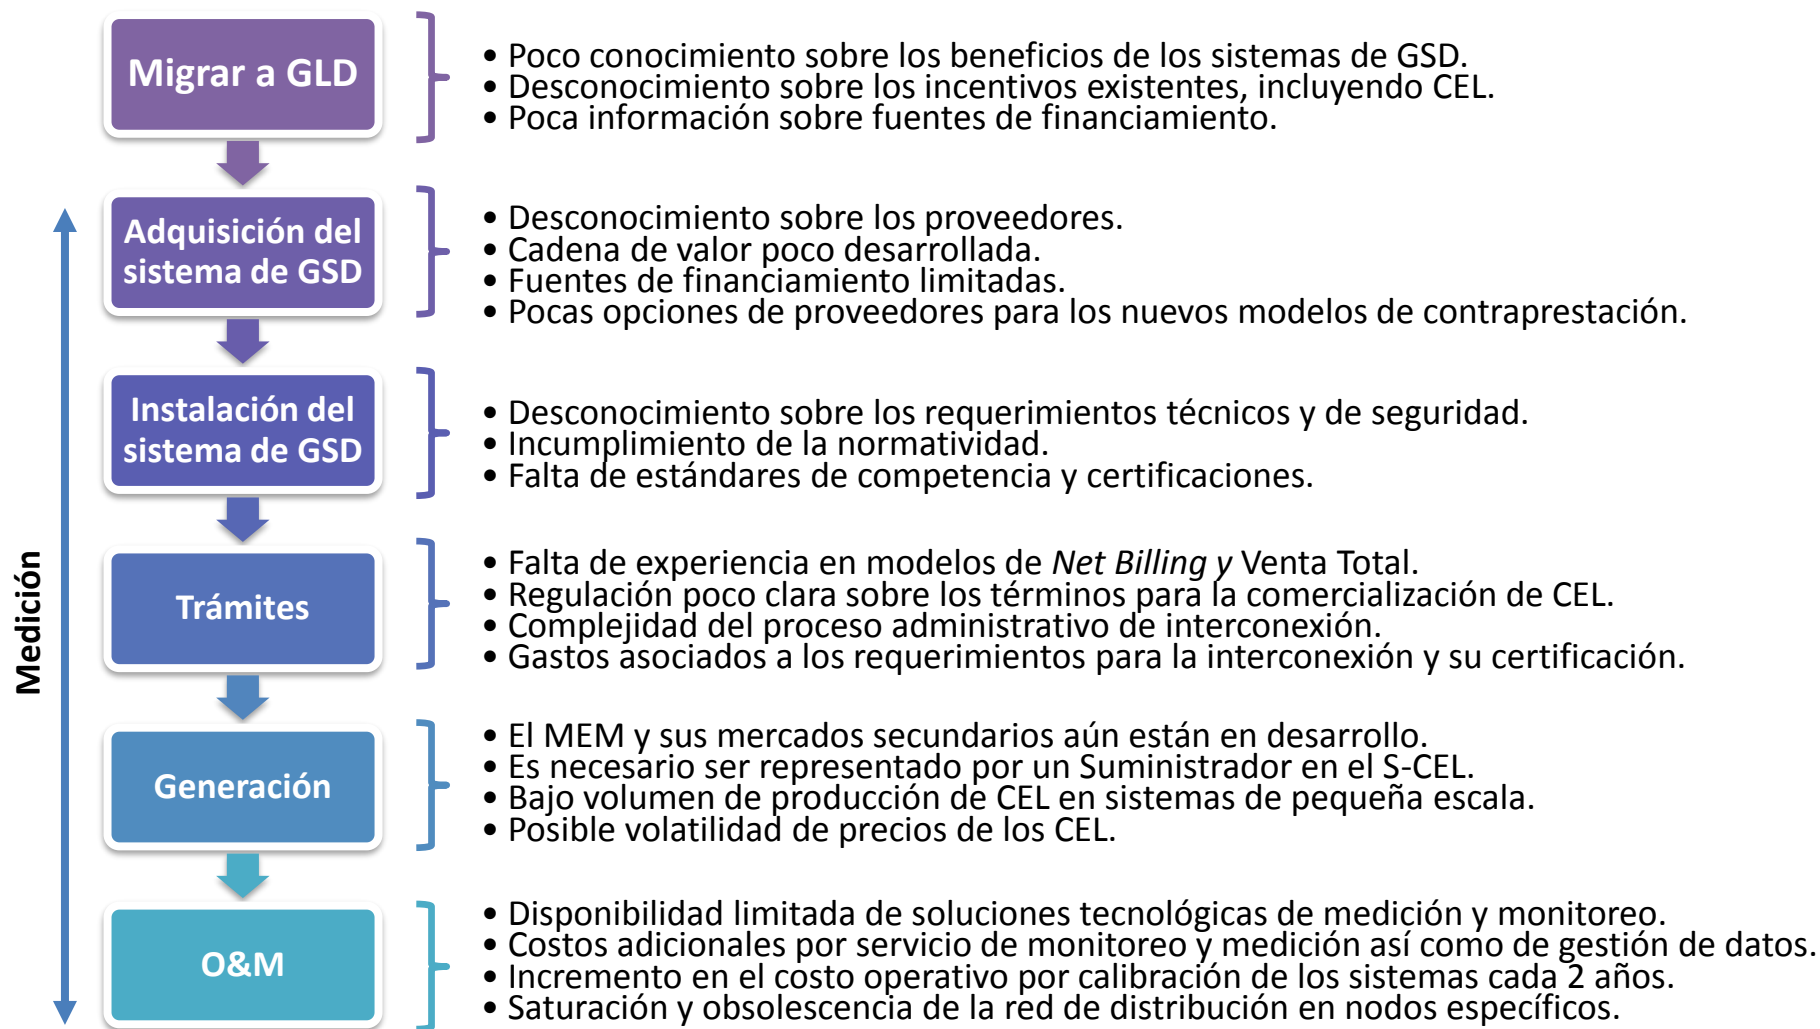 Migrar a GLD
• Poco conocimiento sobre los beneficios de los sistemas de GSD.
• Desconocimiento sobre los incentivos existentes, incluyendo CEL.
• Poca información sobre fuentes de financiamiento.
Adquisición del
sistema de GSD
• Desconocimiento sobre los proveedores.
• Cadena de valor poco desarrollada.
• Fuentes de financiamiento limitadas.
• Pocas opciones de proveedores para los nuevos modelos de contraprestación.
Instalación del
sistema de GSD
• Desconocimiento sobre los requerimientos técnicos y de seguridad.
• Incumplimiento de la normatividad.
• Falta de estándares de competencia y certificaciones.
Medición
Trámites
• Falta de experiencia en modelos de Net Billing y Venta Total.
• Regulación poco clara sobre los términos para la comercialización de CEL.
• Complejidad del proceso administrativo de interconexión.
• Gastos asociados a los requerimientos para la interconexión y su certificación.
Generación
• El MEM y sus mercados secundarios aún están en desarrollo.
• Es necesario ser representado por un Suministrador en el S-CEL.
• Bajo volumen de producción de CEL en sistemas de pequeña escala.
• Posible volatilidad de precios de los CEL.
O&M
• Disponibilidad limitada de soluciones tecnológicas de medición y monitoreo.
• Costos adicionales por servicio de monitoreo y medición así como de gestión de datos.
• Incremento en el costo operativo por calibración de los sistemas cada 2 años.
• Saturación y obsolescencia de la red de distribución en nodos específicos.